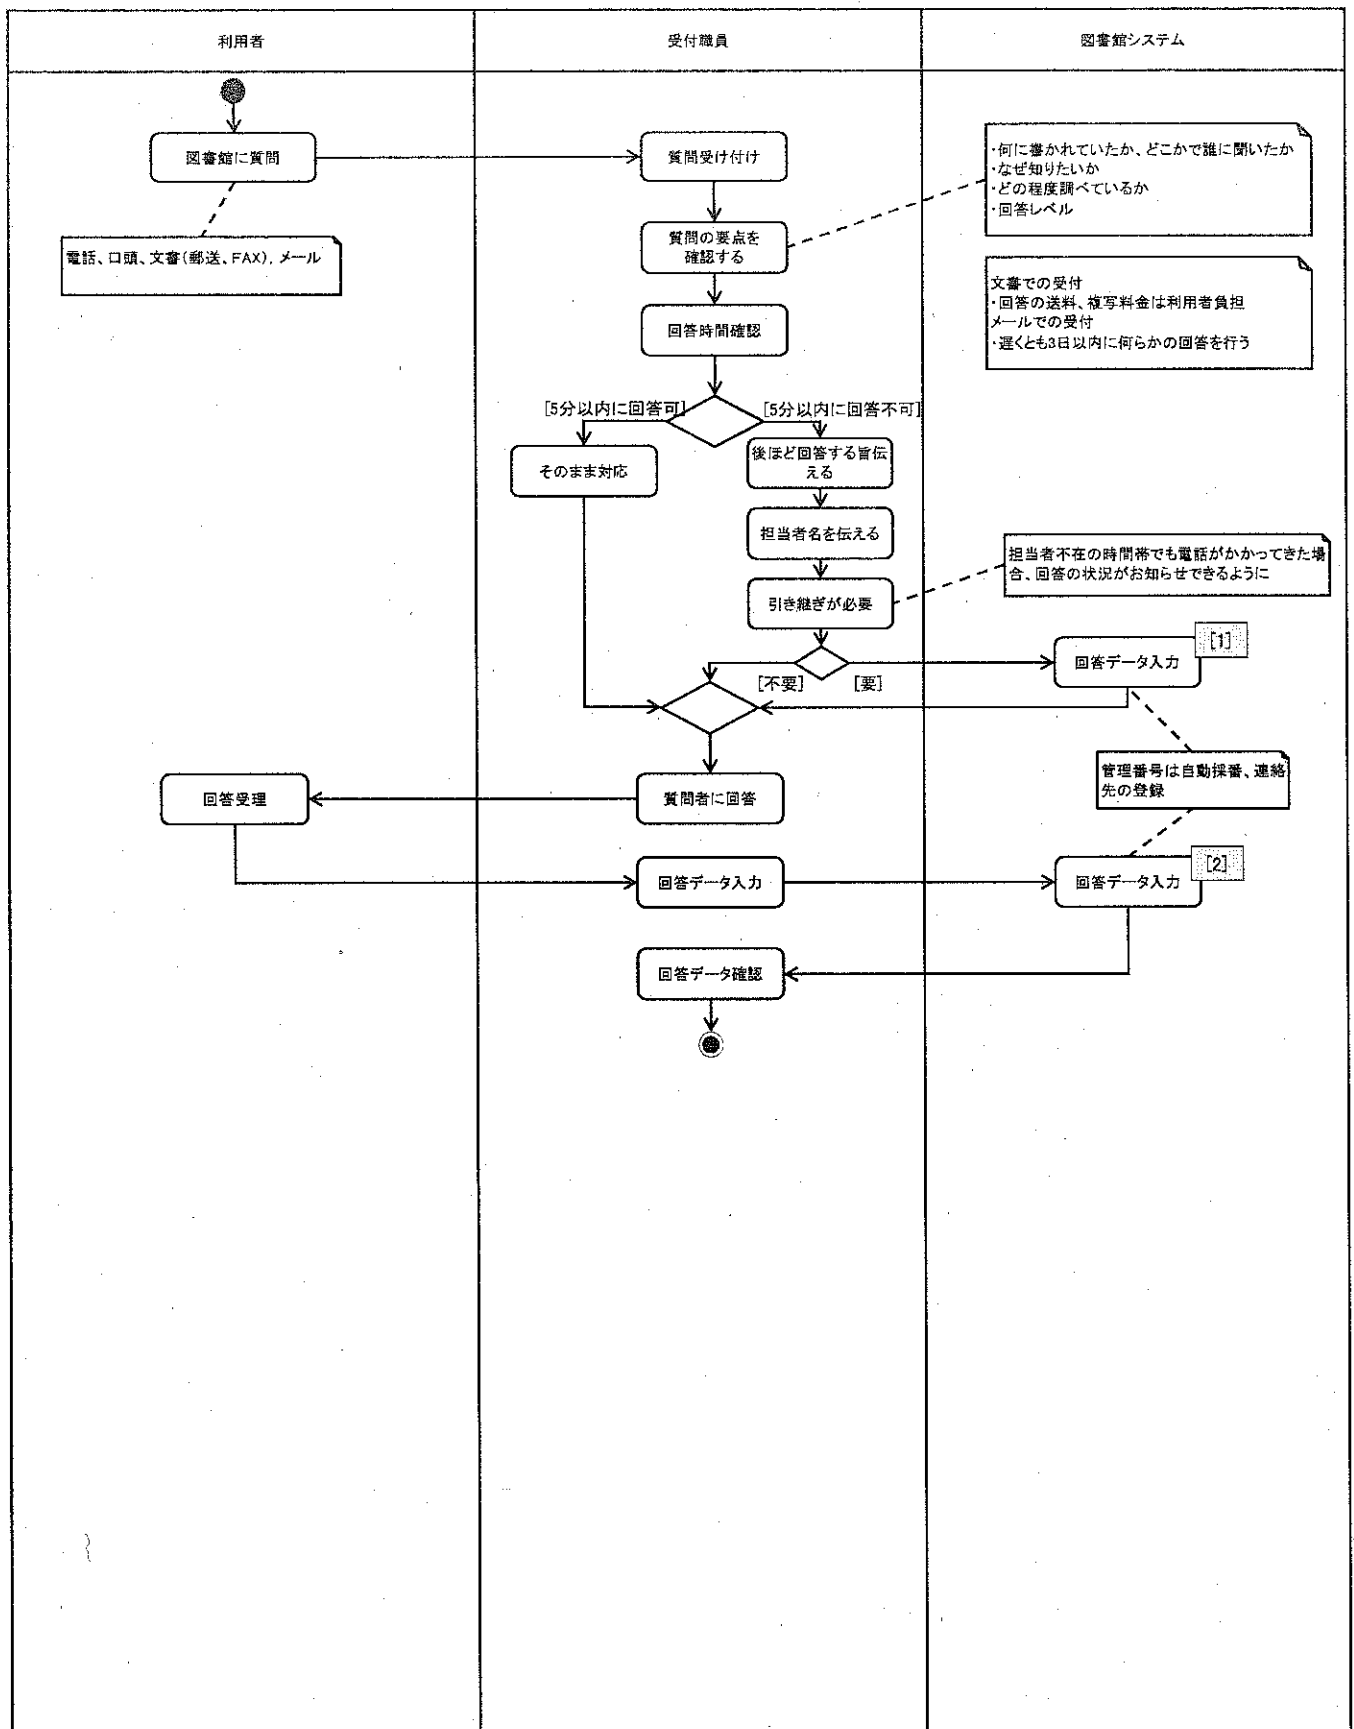 利用者
受付職員
図書館システム
図書館に質問
質問受け付け
・何に書かれていたか、どこかで誰に聞いたか
・なぜ知りたいか
・どの程度調べているか
・回答レベル
質問の要点を
確認する
電話、口頭、文書(郵送、FAX)、メール
文書での受付
・回答の送料、複写料金は利用者負担
メールでの受付
・遅くとも3日以内に何らかの回答を行う
回答時間確認
[5分以内に回答可]
[5分以内に回答不可]
そのまま対応
後ほど回答する旨伝
える
担当者名を伝える
担当者不在の時間帯でも電話がかかってきた場
合、回答の状況がお知らせできるように
引き継ぎが必要
[1]
回答データ入力
[不要]
[要]
管理番号は自動採番、連絡
先の登録
回答受理
質問者に回答
[2]
回答データ入力
回答データ入力
回答データ確認